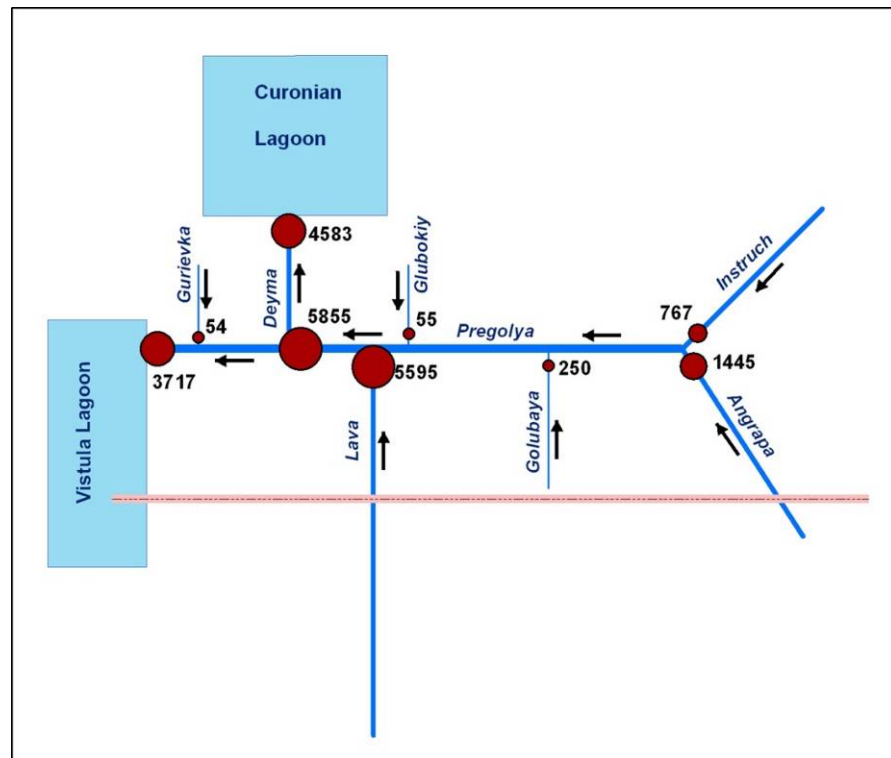 Curonian
Lagoon
4583
Gurievka
Deyma
Glubokiy
Instruch
54
5855
55
Pregolya
767
3717
5595
250
1445
Vistula Lagoon
Lava
Golubaya
Angrapa